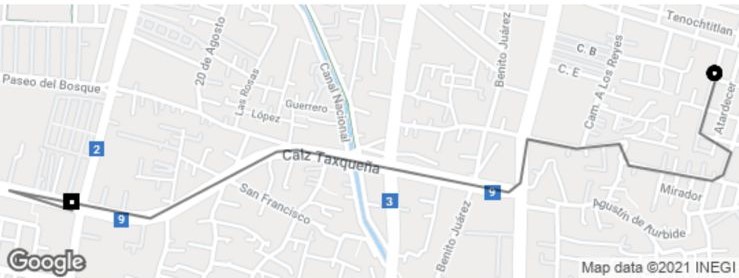 Tenochtitlan
20 de Agosto
Benito Juárez
C. B
Cam. A Los Reyes
C. E
Paseo del Bosque
Las Rosas
Canal Nacional
Atardecer
Guerrero
López
2
Calz Taxqueña
San Francisco
9
Mirador
3
9
Agustín de Iturbide
Benito Juárez
Google
Map data ©2021 INEGI